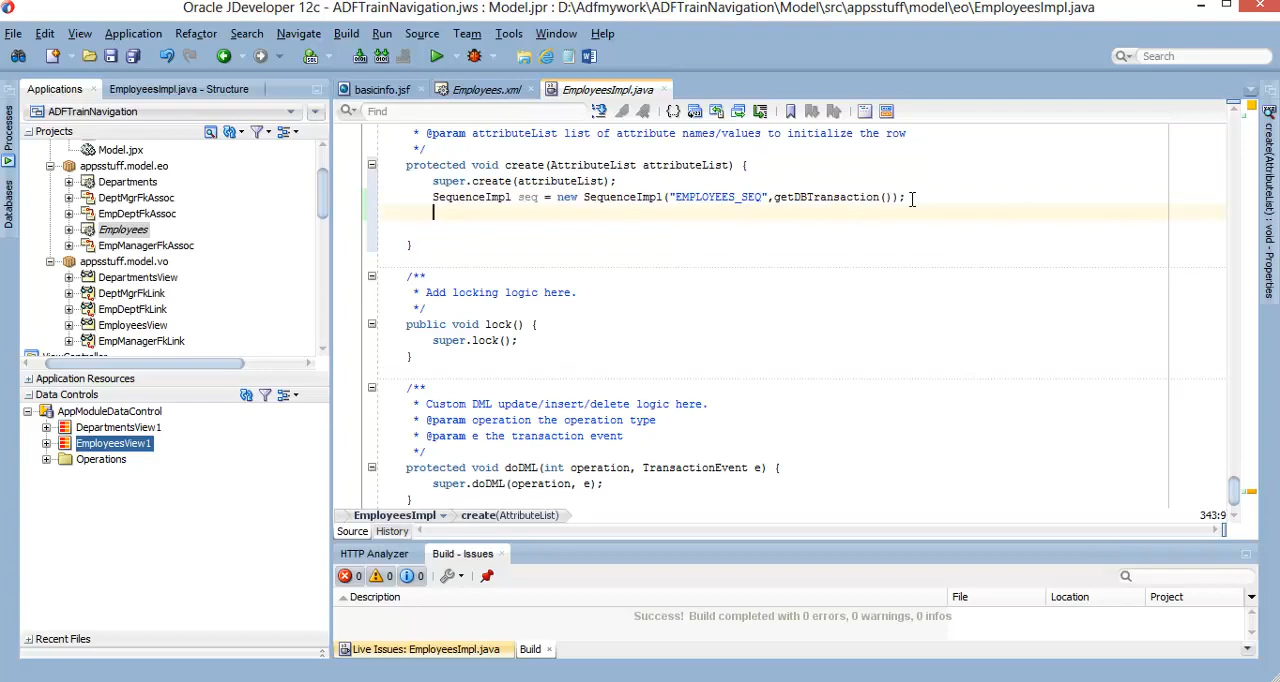 Oracle JDeveloper 12c - ADFTrainNavigation.jws : Model.jpr : D:\Adfmywork\ADFTrainNavigation\Model\src\appsstuff\model\eo\EmployeesImpl.java
File Edit View Application Refactor Search Navigate Build Run Source Team Tools Window Help
Search
Applications EmployeesImpl.java - Structure
basicinfo.jsf Employees.xml EmployeesImpl.java
ADFTrainNavigation
Find
Projects
Model.jpx
appsstuff.model.eo
Departments
DeptMgrFkAssoc
EmpDeptFkAssoc
Employees
EmpManagerFkAssoc
appsstuff.model.vo
DepartmentsView
DeptMgrFkLink
EmpDeptFkLink
EmployeesView
EmpManagerFkLink
Application Resources
Data Controls
AppModuleDataControl
DepartmentsView1
EmployeesView1
Operations
Recent Files
Processes
Databases
* @param attributeList list of attribute names/values to initialize the row
*/
protected void create(AttributeList attributeList) {
super.create(attributeList);
SequenceImpl seq = new SequenceImpl("EMPLOYEES_SEQ",getDBTransaction());
}
/**
* Add locking logic here.
*/
public void lock() {
super.lock();
}
/**
* Custom DML update/insert/delete logic here.
* @param operation the operation type
* @param e the transaction event
*/
protected void doDML(int operation, TransactionEvent e) {
super.doDML(operation, e);
}
EmployeesImpl create(AttributeList)
343:9
Source History
create(AttributeList) : void - Properties
HTTP Analyzer Build - Issues
0 0 0
Description File Location Project
Success! Build completed with 0 errors, 0 warnings, 0 infos
Live Issues: EmployeesImpl.java Build